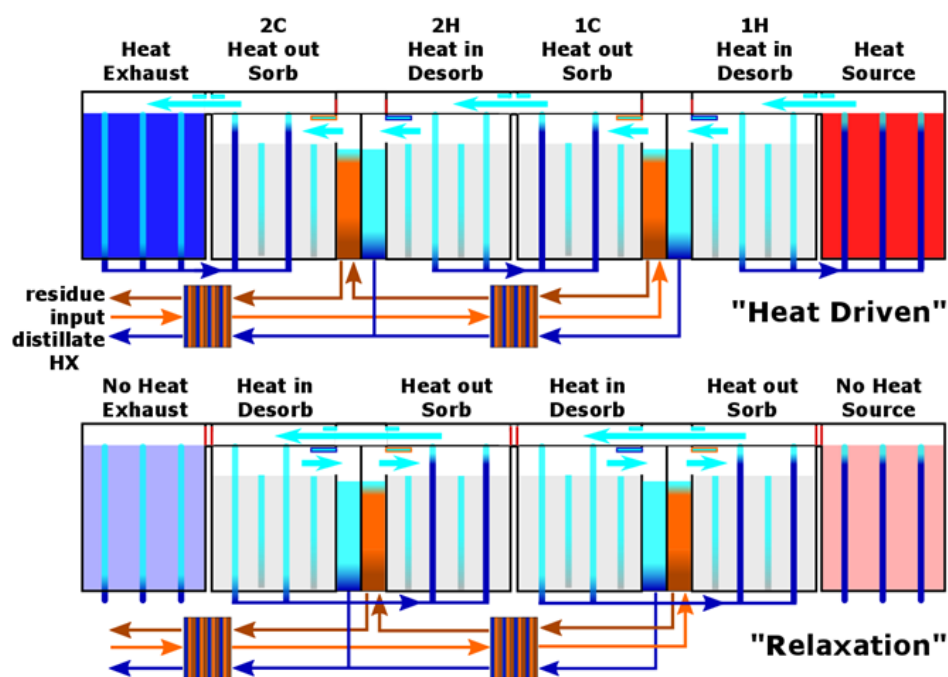 2C
2H
1C
1H
Heat
Exhaust
Heat out
Sorb
Heat in
Desorb
Heat out
Sorb
Heat in
Desorb
Heat
Source
residue
input
distillate
HX
"Heat Driven"
No Heat
Exhaust
Heat in
Desorb
Heat out
Sorb
Heat in
Desorb
Heat out
Sorb
No Heat
Source
"Relaxation"